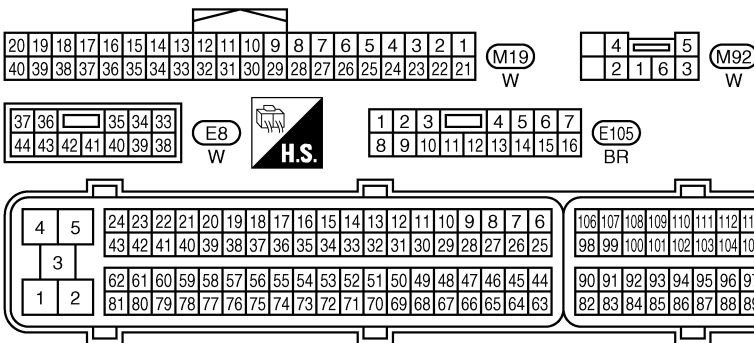 20 19 18 17 16 15 14 13 12 11 10 9 8 7 6 5 4 3 2 1
40 39 38 37 36 35 34 33 32 31 30 29 28 27 26 25 24 23 22 21
M19
W
4 5
2 1 6 3
M92
W
37 36 35 34 33
44 43 42 41 40 39 38
E8
W
H.S.
1 2 3 4 5 6 7
8 9 10 11 12 13 14 15 16
E105
BR
4 5
3
1 2
24 23 22 21 20 19 18 17 16 15 14 13 12 11 10 9 8 7 6
43 42 41 40 39 38 37 36 35 34 33 32 31 30 29 28 27 26 25
62 61 60 59 58 57 56 55 54 53 52 51 50 49 48 47 46 45 44
81 80 79 78 77 76 75 74 73 72 71 70 69 68 67 66 65 64 63
106 107 108 109 110 111 112
98 99 100 101 102 103 104
90 91 92 93 94 95 96
82 83 84 85 86 87 88